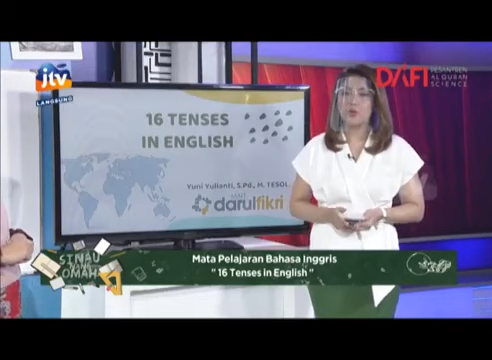 jtv
LANGSUNG
DAFI
PESANTREN
AL QURAN
SCIENCE
16 TENSES
IN ENGLISH
Yuni Yulianti, S.Pd., M. TESOL
darulfikri
SINAU
OMAH
Mata Pelajaran Bahasa Inggris
" 16 Tenses in English "